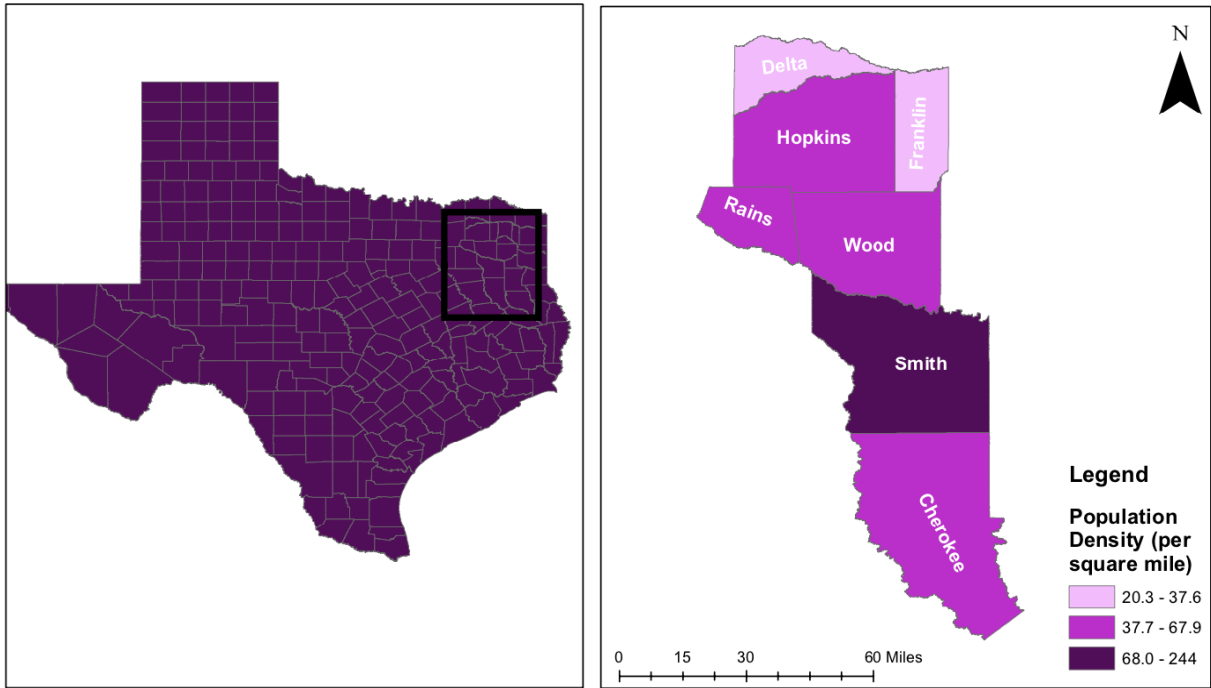 N
Delta
Hopkins
Franklin
Rains
Wood
Smith
Cherokee
Legend
Population
Density (per
square mile)
20.3 - 37.6
37.7 - 67.9
68.0 - 244
0 15 30 60 Miles